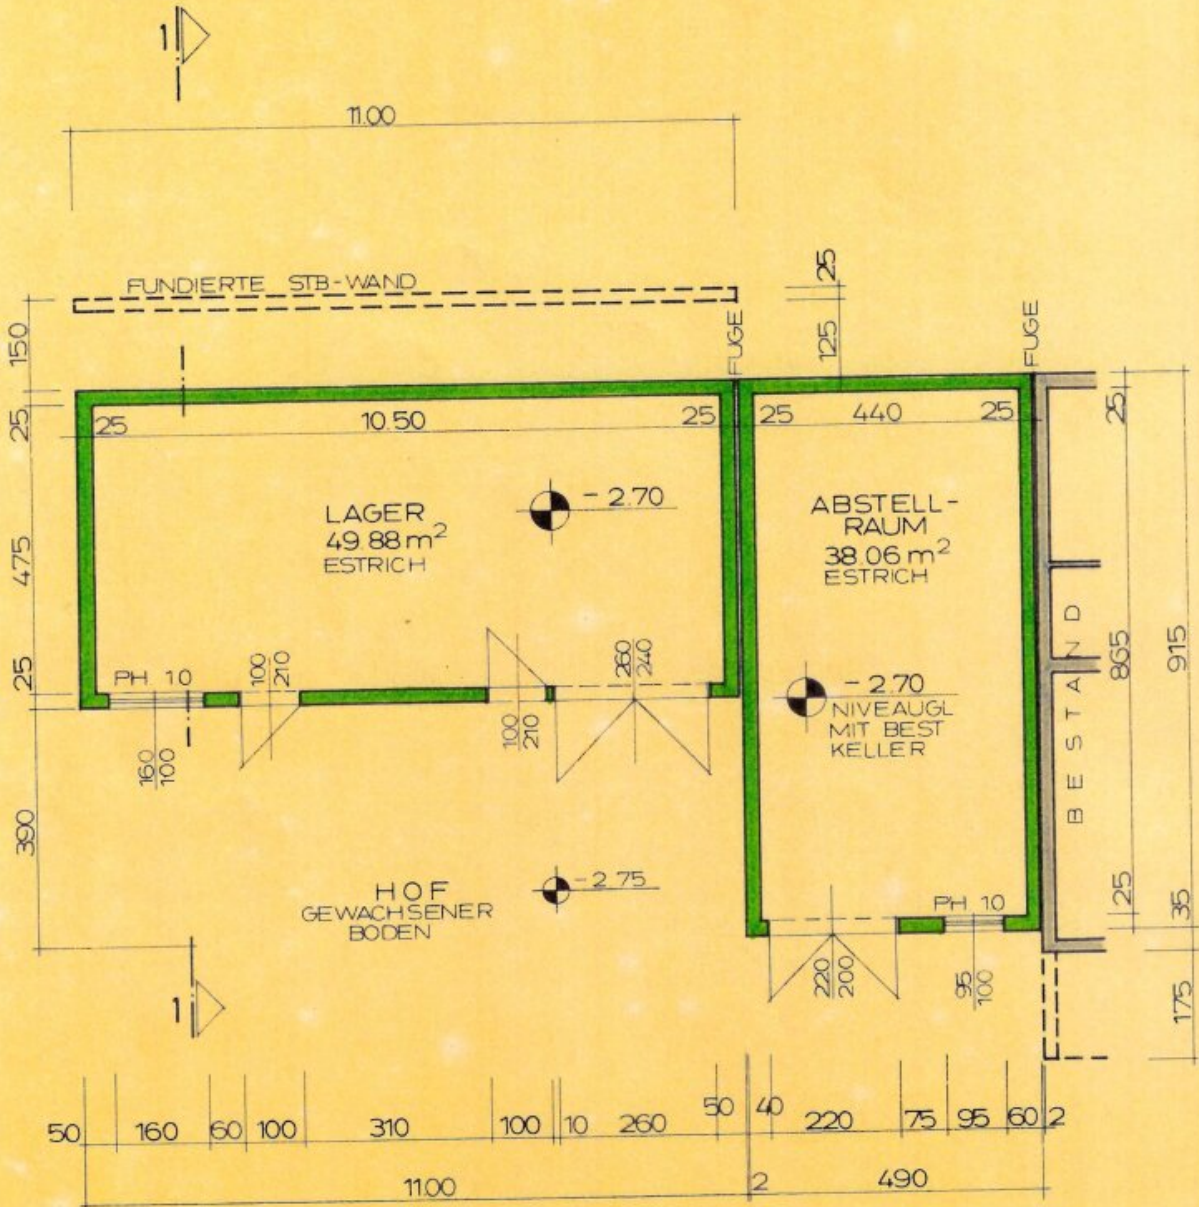 1
11.00
FUNDIERTE STB-WAND
25
125
FUGE
FUGE
150
25
475
25
390
25 10.50 25
25 440 25
LAGER
49.88 m²
ESTRICH
- 2.70
ABSTELL-
RAUM
38.06 m²
ESTRICH
- 2.70
NIVEAUGL
MIT BEST
KELLER
PH 10
160
100
100
210
100
210
260
240
HOF
GEWACHSENER
BODEN
- 2.75
PH 10
220
200
95
100
BESTAND
25
865
25
915
35
175
1
50 160 60 100 310 100 10 260 50 40 220 75 95 60 2
11.00 2 490